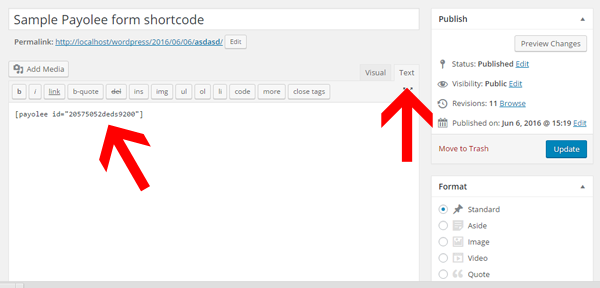 Sample Payolee form shortcode
Permalink: http://localhost/wordpress/2016/06/06/asdasd/ Edit
Add Media
Visual Text
b i link b-quote del ins img ul ol li code more close tags
[payolee id="20575052deds9200"]
Publish
Preview Changes
Status: Published Edit
Visibility: Public Edit
Revisions: 11 Browse
Published on: Jun 6, 2016 @ 15:19 Edit
Move to Trash Update
Format
Standard
Aside
Image
Video
Quote